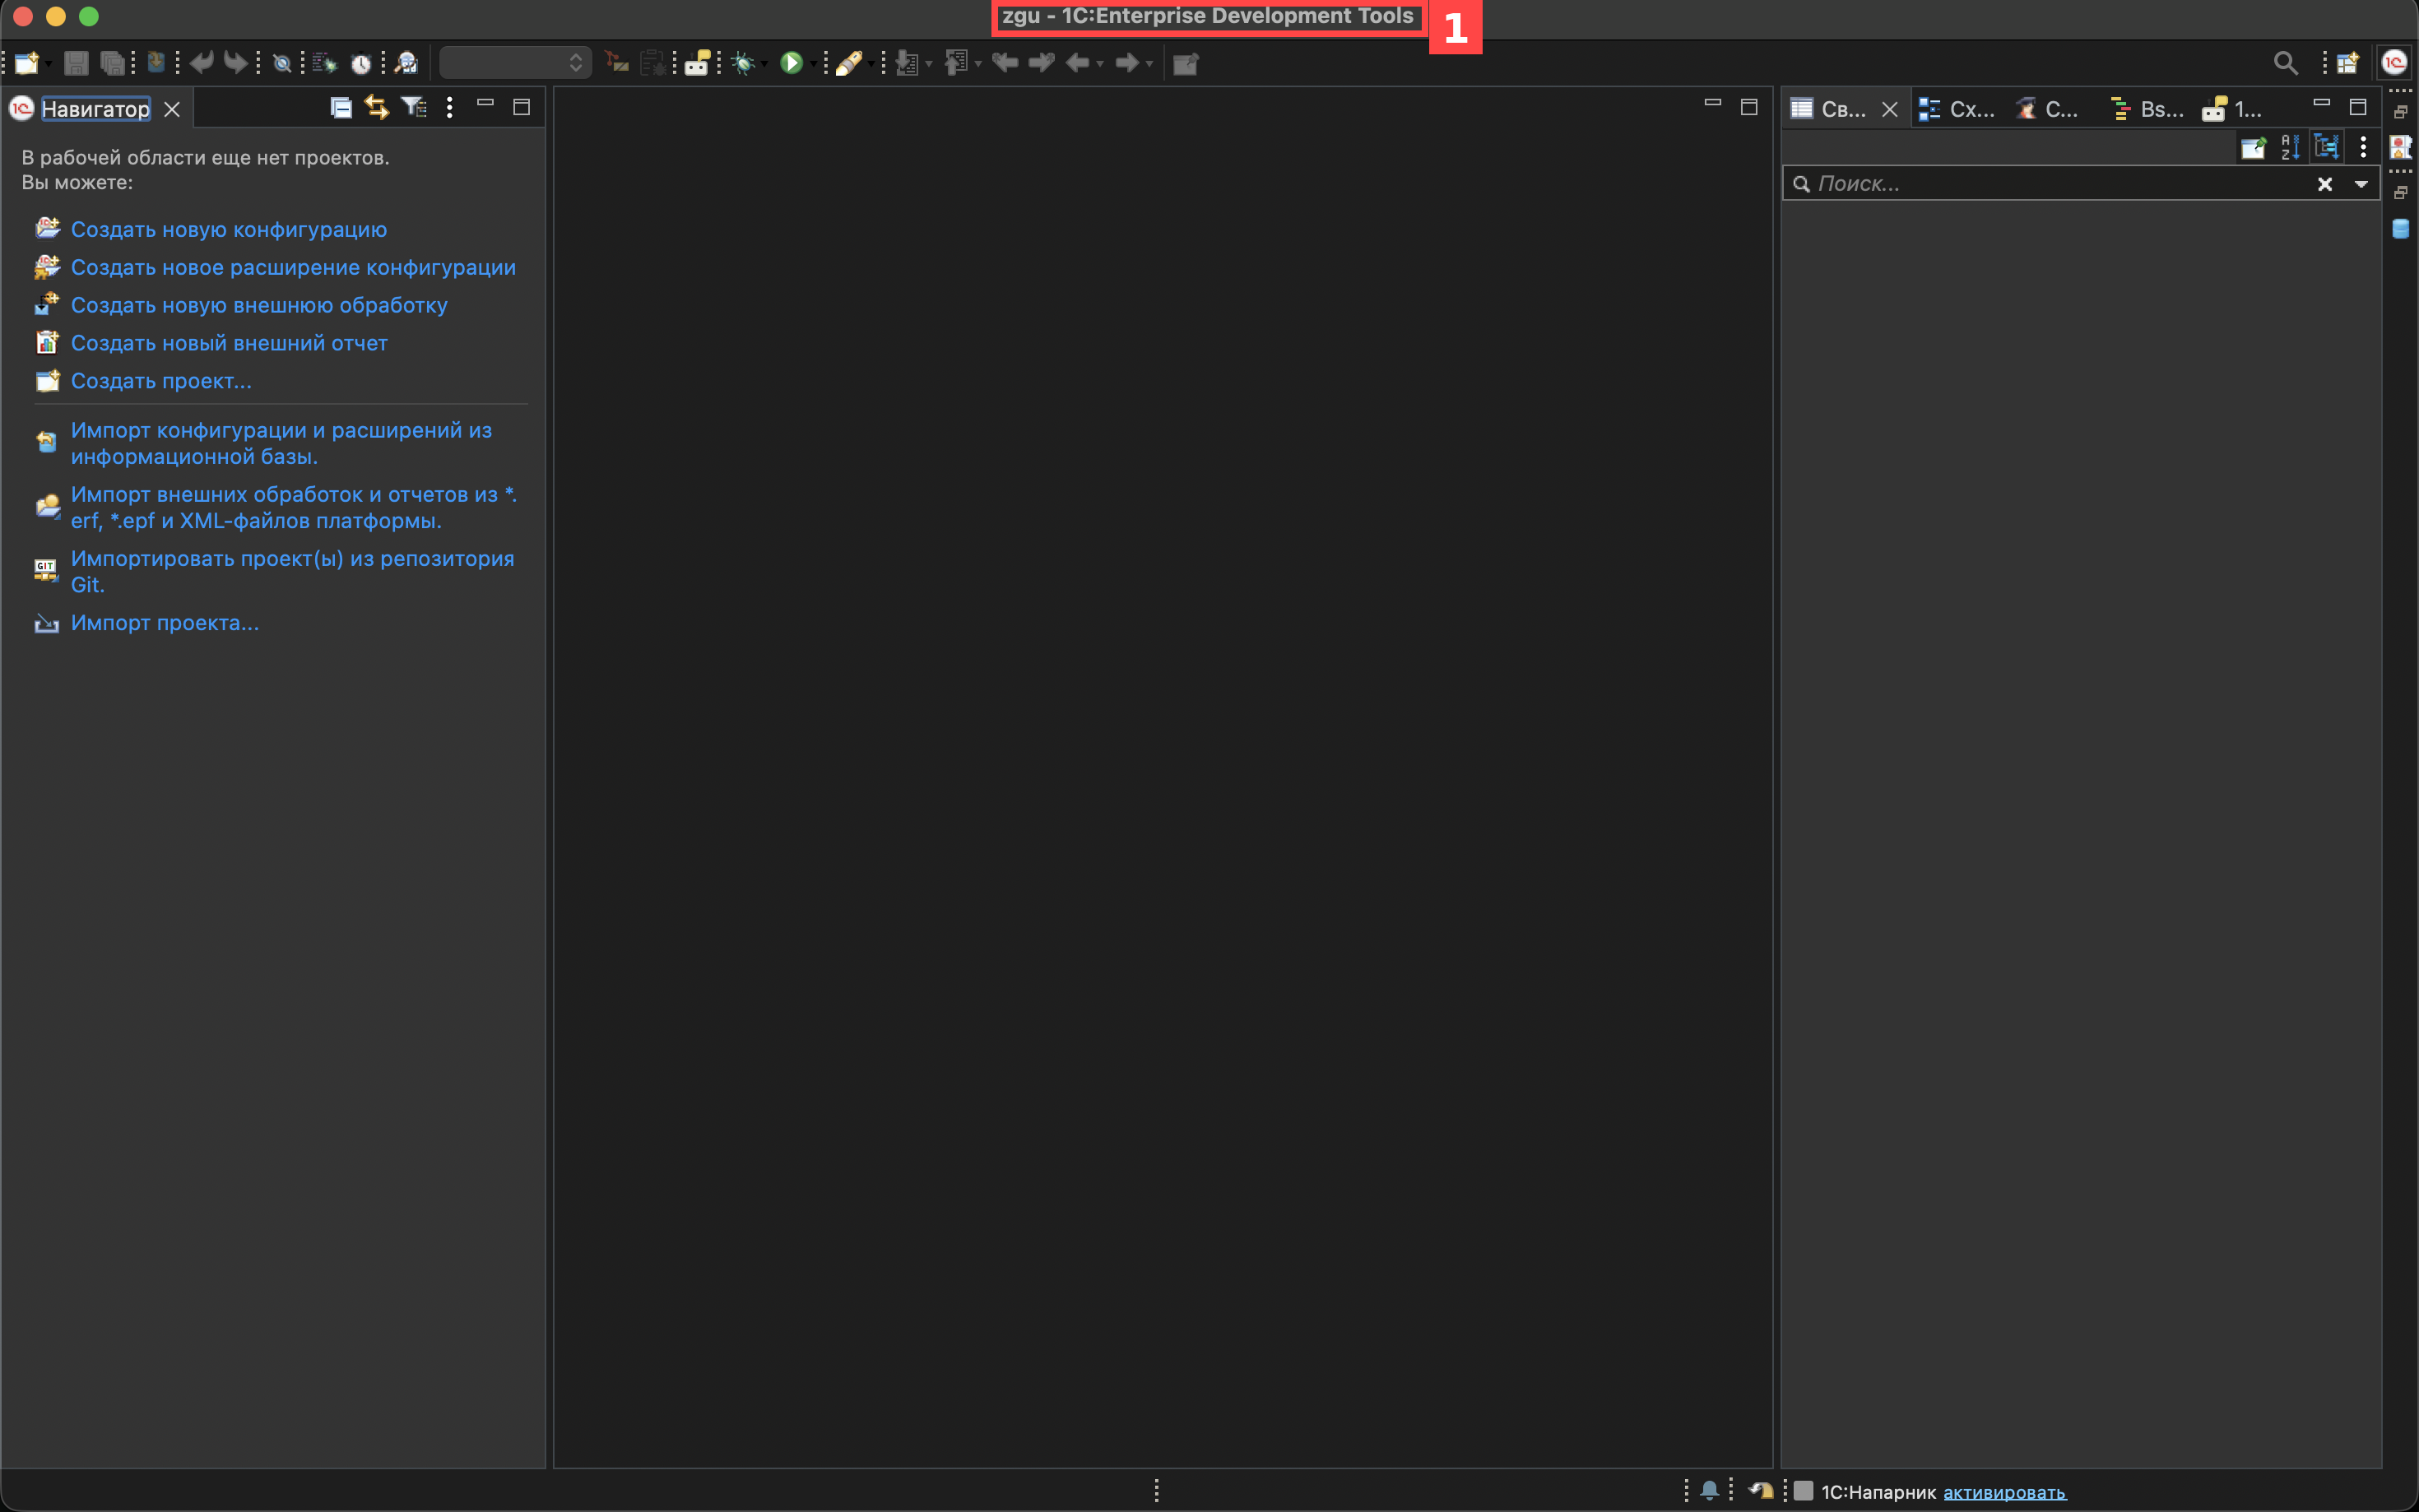 zgu - 1C:Enterprise Development Tools
1
Навигатор
Св...
Сх...
С...
Bs...
1...
В рабочей области еще нет проектов.
Вы можете:
Поиск...
Создать новую конфигурацию
Создать новое расширение конфигурации
Создать новую внешнюю обработку
Создать новый внешний отчет
Создать проект...
Импорт конфигурации и расширений из
информационной базы.
Импорт внешних обработок и отчетов из *.
erf, *.epf и XML-файлов платформы.
GIT
Импортировать проект(ы) из репозитория
Git.
Импорт проекта...
1С:Напарник активировать